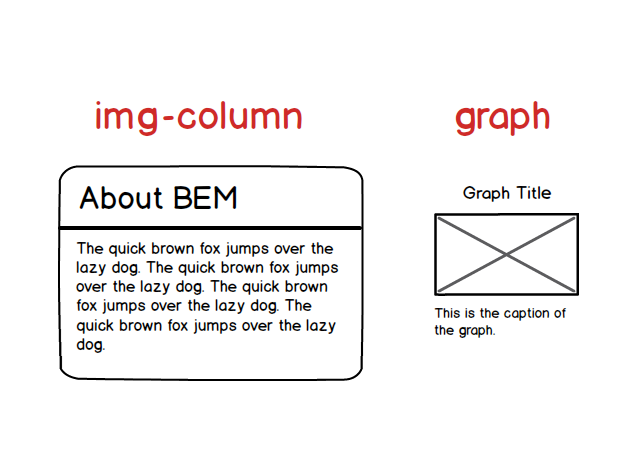 img-column
graph
About BEM
The quick brown fox jumps over the
lazy dog. The quick brown fox jumps
over the lazy dog. The quick brown
fox jumps over the lazy dog. The
quick brown fox jumps over the lazy
dog.
Graph Title
This is the caption of
the graph.